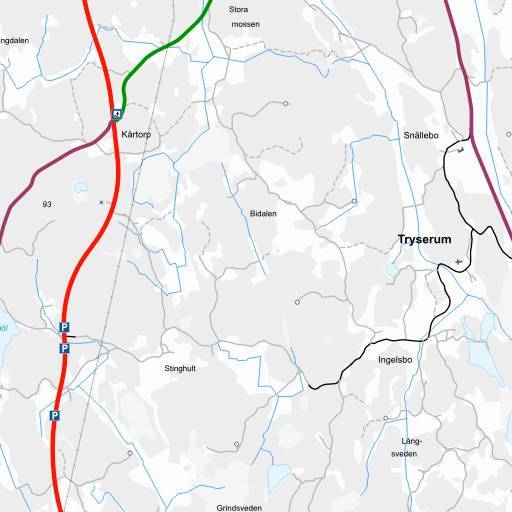 Stora
mossen
ngdalen
Kårtorp
Snällebo
93
Bidalen
Tryserum
P
P
Stinghult
Ingelsbo
P
Lång-
sveden
Grindsveden